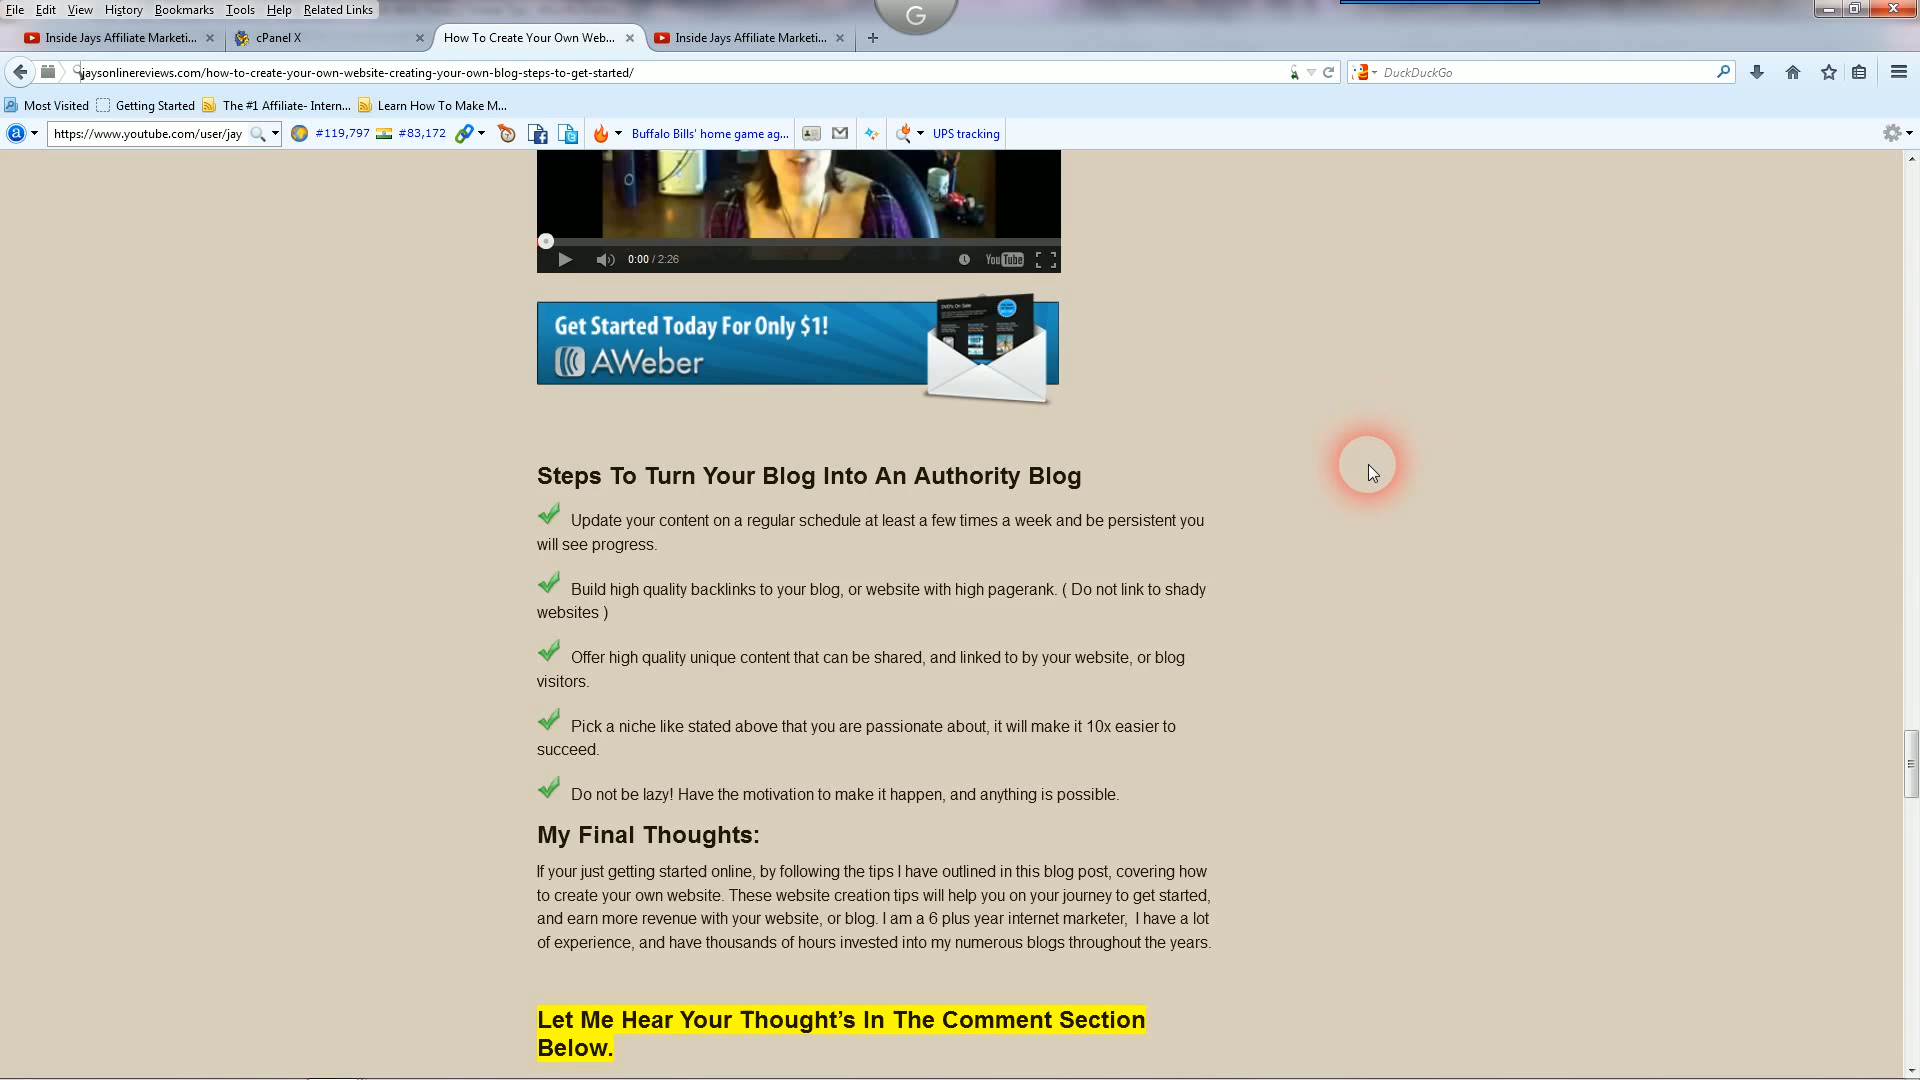 File Edit View History Bookmarks Tools Help Related Links
G
Inside Jays Affiliate Marketi... cPanel X How To Create Your Own Web... Inside Jays Affiliate Marketi...
jaysonlinereviews.com/how-to-create-your-own-website-creating-your-own-blog-steps-to-get-started/ DuckDuckGo
Most Visited Getting Started The #1 Affiliate- Intern... Learn How To Make M...
a https://www.youtube.com/user/jay #119,797 #83,172 Buffalo Bills' home game ag... UPS tracking
0:00 / 2:26 YouTube
Get Started Today For Only $1!
AWeber
Steps To Turn Your Blog Into An Authority Blog
Update your content on a regular schedule at least a few times a week and be persistent you
will see progress.
Build high quality backlinks to your blog, or website with high pagerank. ( Do not link to shady
websites )
Offer high quality unique content that can be shared, and linked to by your website, or blog
visitors.
Pick a niche like stated above that you are passionate about, it will make it 10x easier to
succeed.
Do not be lazy! Have the motivation to make it happen, and anything is possible.
My Final Thoughts:
If your just getting started online, by following the tips I have outlined in this blog post, covering how
to create your own website. These website creation tips will help you on your journey to get started,
and earn more revenue with your website, or blog. I am a 6 plus year internet marketer,  I have a lot
of experience, and have thousands of hours invested into my numerous blogs throughout the years.
Let Me Hear Your Thought’s In The Comment Section
Below.